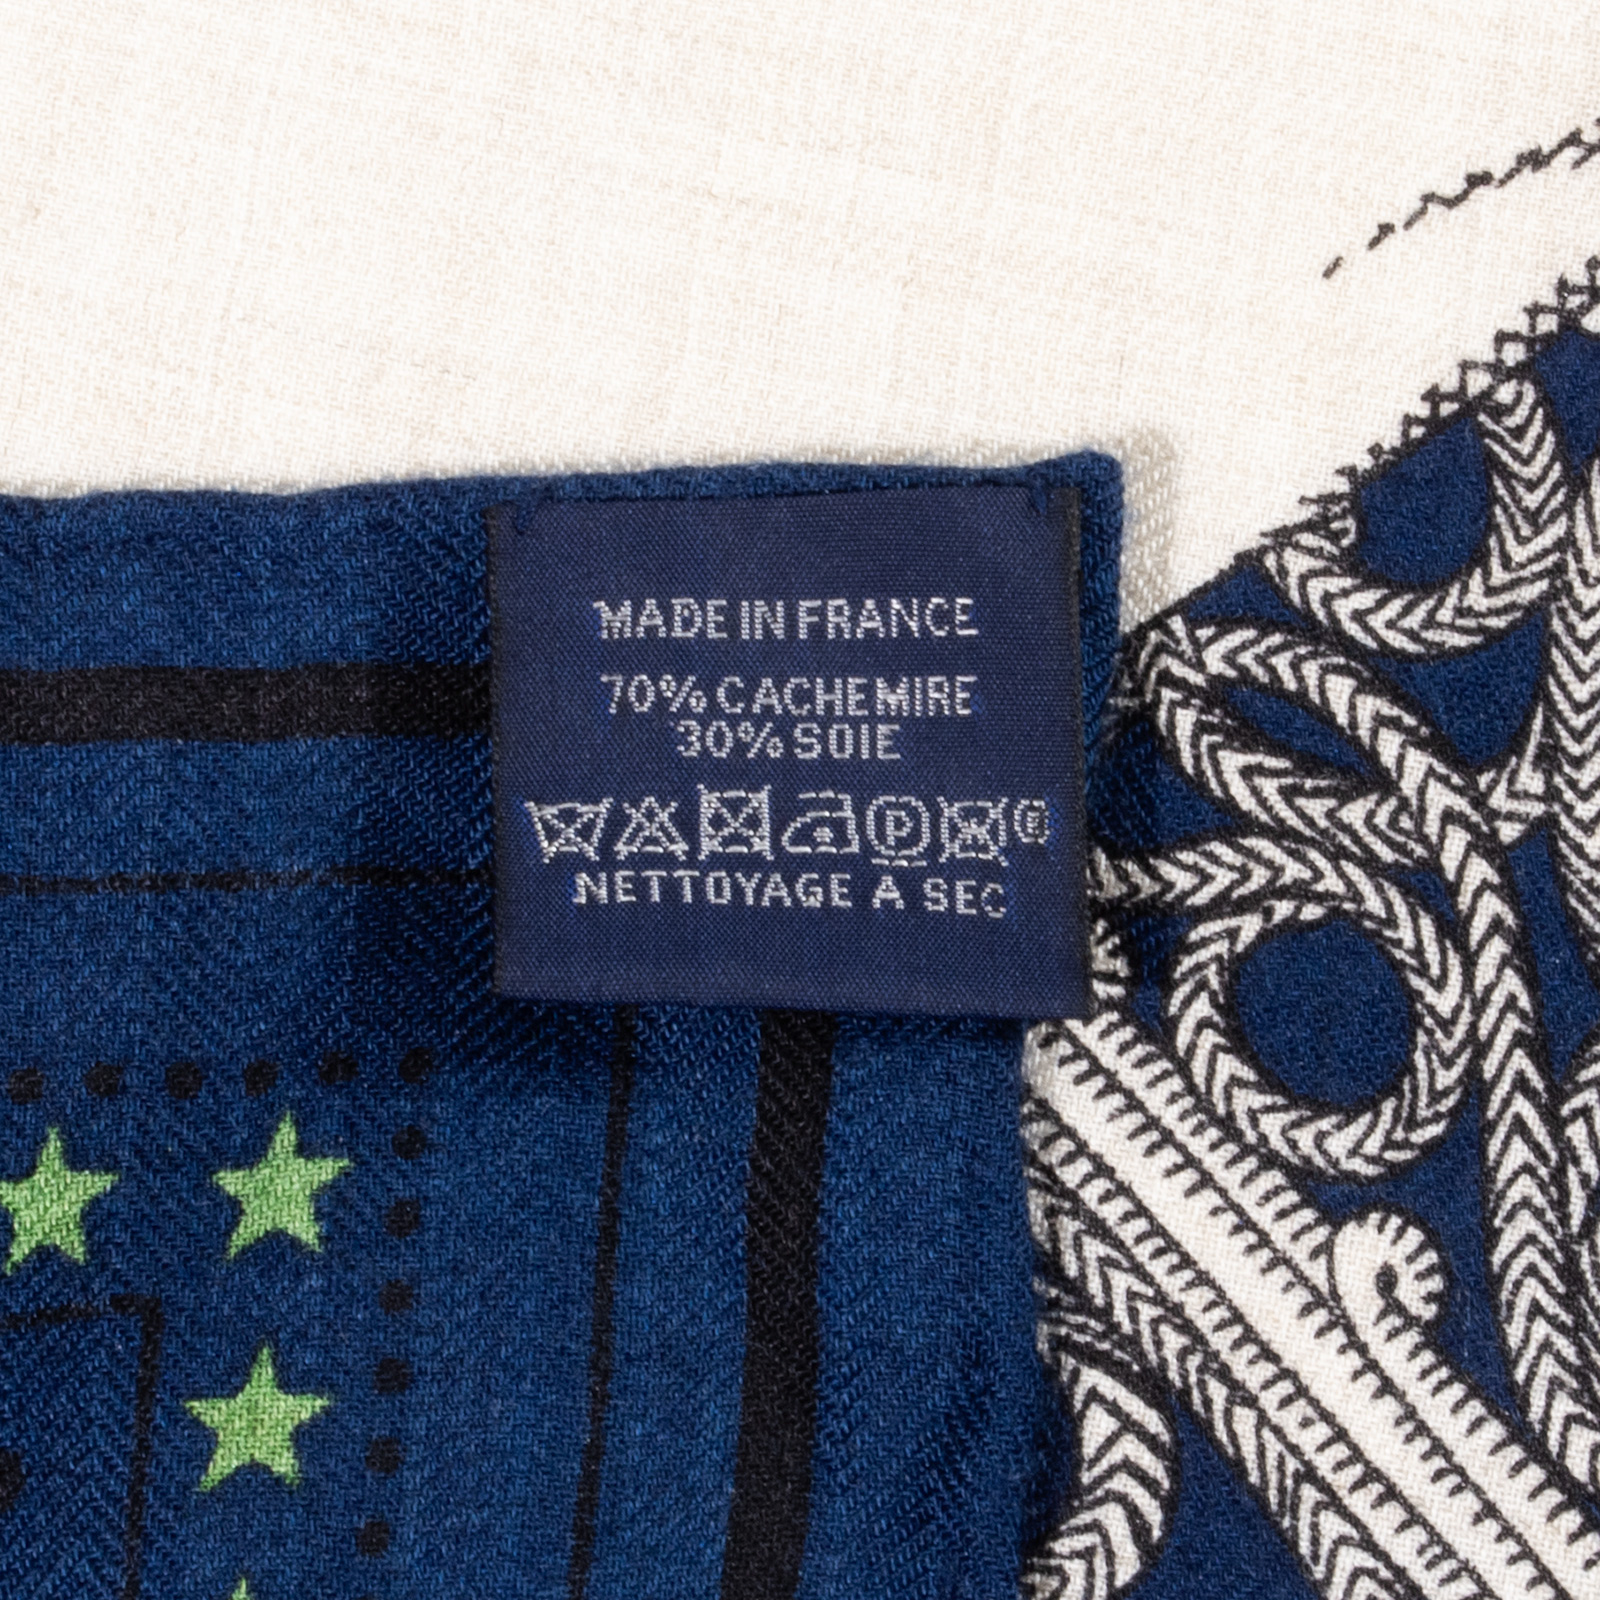 MADE IN FRANCE
70% CACHEMIRE
30% SOIE
P
NETTOYAGE A SEC